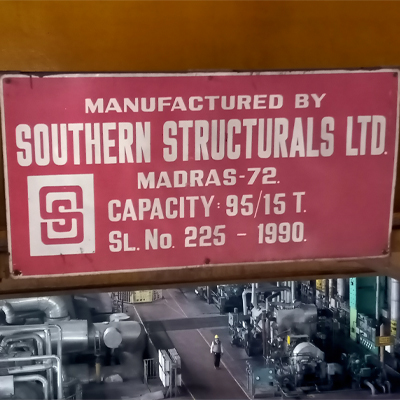 MANUFACTURED BY
SOUTHERN STRUCTURALS LTD.
MADRAS-72.
CAPACITY: 95/15 T.
SL. No. 225 - 1990.